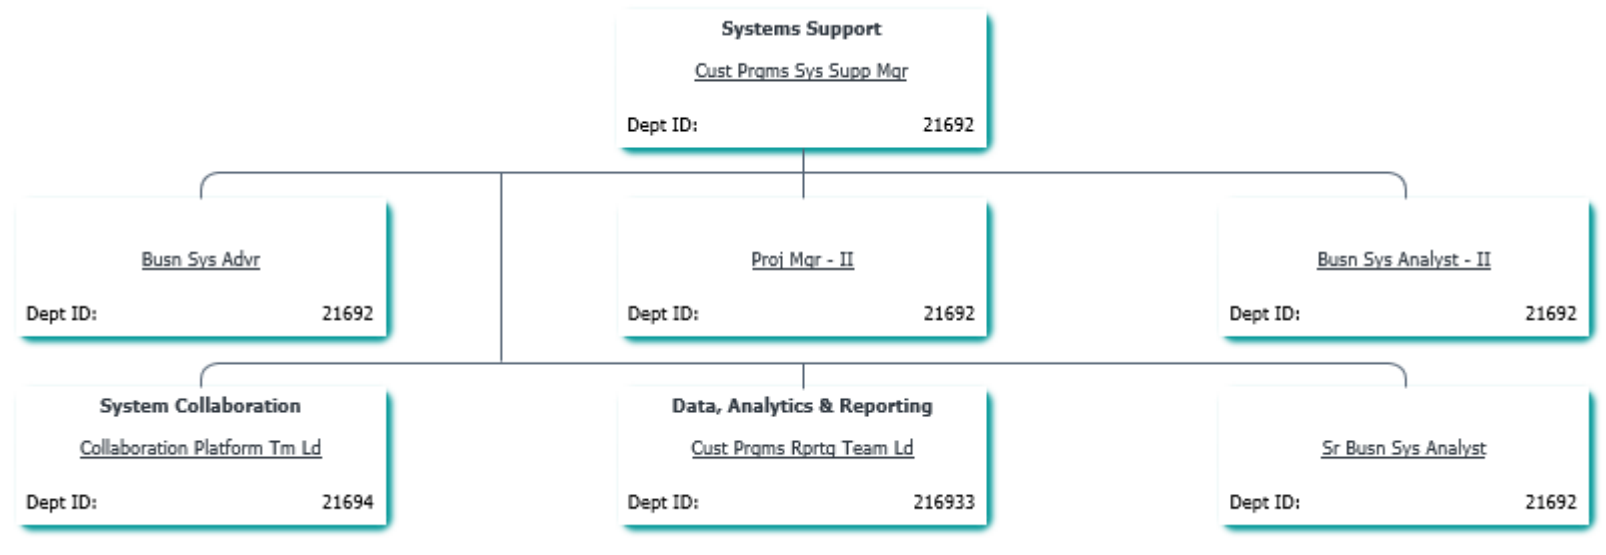 Systems Support
Cust Prgms Sys Supp Mgr
Dept ID: 21692
Busn Sys Advr
Dept ID: 21692
Proj Mgr - II
Dept ID: 21692
Busn Sys Analyst - II
Dept ID: 21692
System Collaboration
Collaboration Platform Tm Ld
Dept ID: 21694
Data, Analytics & Reporting
Cust Prgms Rprtg Team Ld
Dept ID: 216933
Sr Busn Sys Analyst
Dept ID: 21692